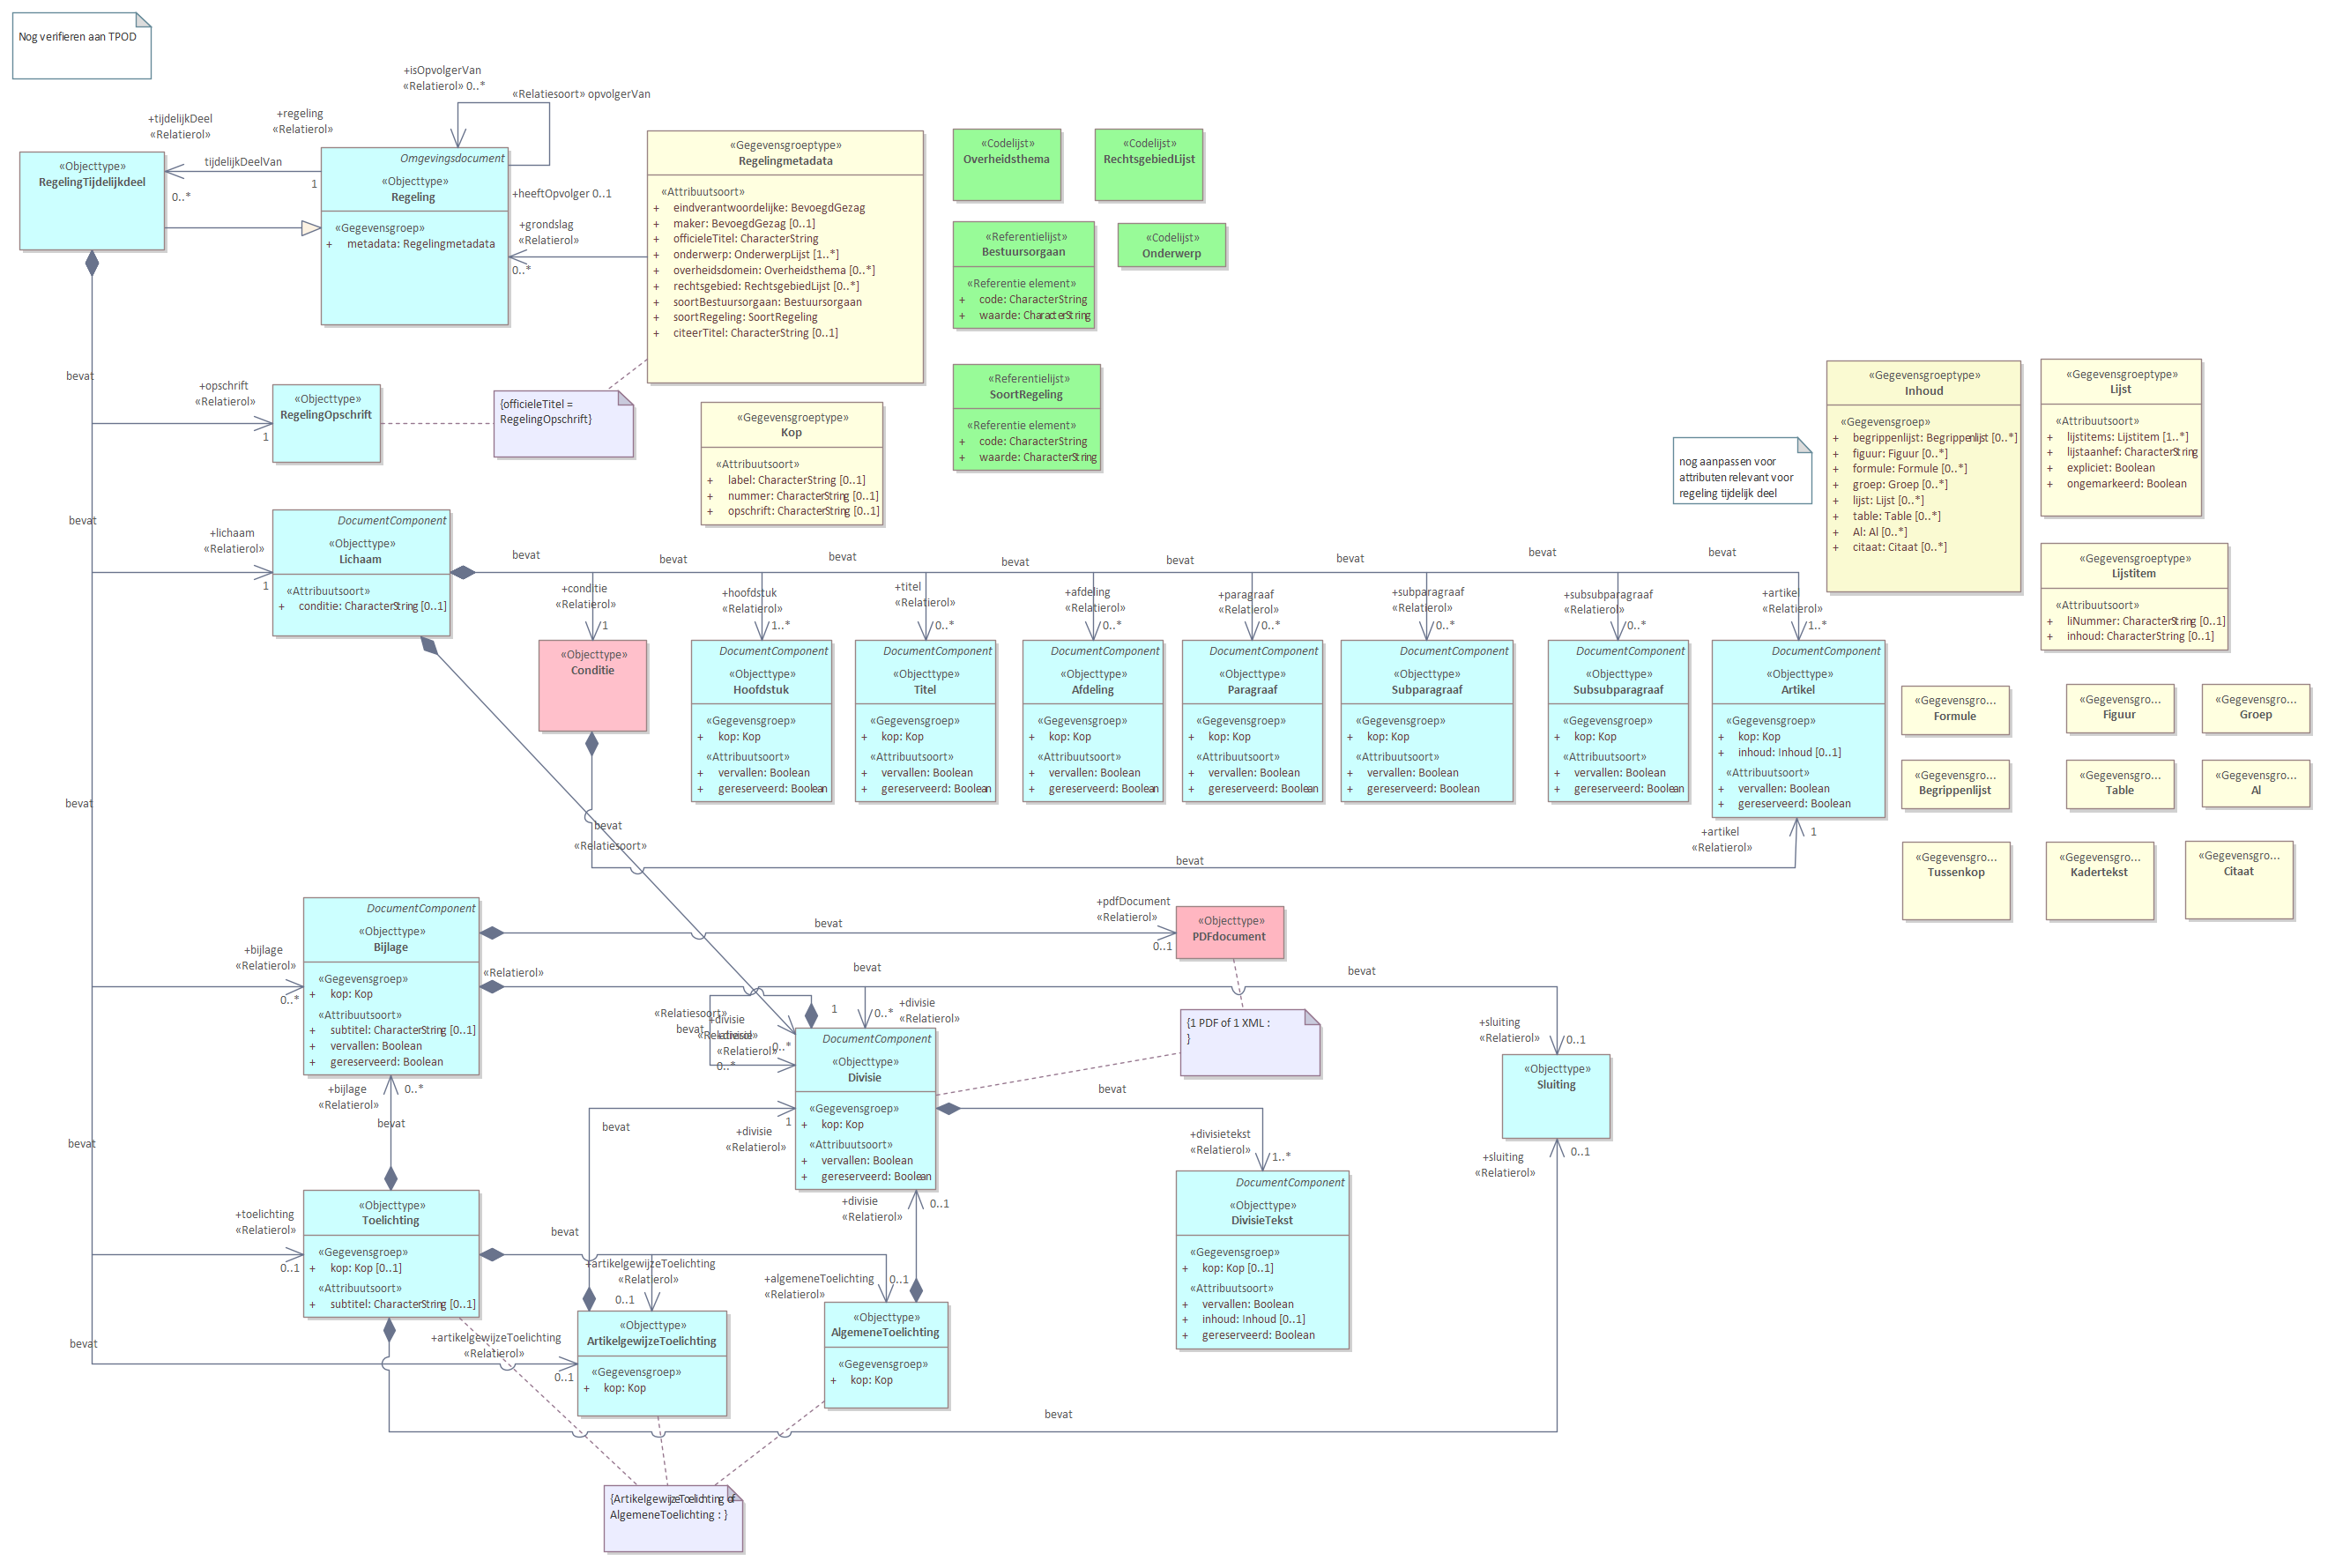 Nog verifieren aan TPOD
+isOpvolgerVan
«Relatierol» 0..*
«Relatiesoort» opvolgerVan
+tijdelijkDeel
«Relatierol»
+regeling
«Relatierol»
tijdelijkDeelVan
0..*
1
«Objecttype»
RegelingTijdelijkdeel
Omgevingsdocument
«Objecttype»
Regeling
«Gegevensgroep»
+ metadata: Regelingmetadata
+heeftOpvolger 0..1
+grondslag
«Relatierol»
0..*
«Gegevensgroeptype»
Regelingmetadata
«Attribuutsoort»
+ eindverantwoordelijke: BevoegdGezag
+ maker: BevoegdGezag [0..1]
+ officieleTitel: CharacterString
+ onderwerp: OnderwerpLijst [1..*]
+ overheidsdomein: Overheidsthema [0..*]
+ rechtsgebied: RechtsgebiedLijst [0..*]
+ soortBestuursorgaan: Bestuursorgaan
+ soortRegeling: SoortRegeling
+ citeerTitel: CharacterString [0..1]
«Codelijst»
Overheidsthema
«Codelijst»
RechtsgebiedLijst
«Referentielijst»
Bestuursorgaan
«Referentie element»
+ code: CharacterString
+ waarde: CharacterString
«Codelijst»
Onderwerp
«Referentielijst»
SoortRegeling
«Referentie element»
+ code: CharacterString
+ waarde: CharacterString
bevat
+opschrift
«Relatierol»
1
«Objecttype»
RegelingOpschrift
{officieleTitel =
RegelingOpschrift}
«Gegevensgroeptype»
Kop
«Attribuutsoort»
+ label: CharacterString [0..1]
+ nummer: CharacterString [0..1]
+ opschrift: CharacterString [0..1]
nog aanpassen voor
attributen relevant voor
regeling tijdelijk deel
«Gegevensgroeptype»
Inhoud
«Gegevensgroep»
+ begrippenlijst: Begrippenlijst [0..*]
+ figuur: Figuur [0..*]
+ formule: Formule [0..*]
+ groep: Groep [0..*]
+ lijst: Lijst [0..*]
+ table: Table [0..*]
+ Al: Al [0..*]
+ citaat: Citaat [0..*]
«Gegevensgroeptype»
Lijst
«Attribuutsoort»
+ lijstitems: Lijstitem [1..*]
+ lijstaanhef: CharacterString
+ expliciet: Boolean
+ ongemarkeerd: Boolean
«Gegevensgroeptype»
Lijstitem
«Attribuutsoort»
+ liNummer: CharacterString [0..1]
+ inhoud: CharacterString [0..1]
bevat
+lichaam
«Relatierol»
1
DocumentComponent
«Objecttype»
Lichaam
«Attribuutsoort»
+ conditie: CharacterString [0..1]
bevat
bevat
bevat
bevat
bevat
bevat
bevat
bevat
+conditie
«Relatierol»
1
+hoofdstuk
«Relatierol»
1..*
+titel
«Relatierol»
0..*
+afdeling
«Relatierol»
0..*
+paragraaf
«Relatierol»
0..*
+subparagraaf
«Relatierol»
0..*
+subsubparagraaf
«Relatierol»
0..*
+artikel
«Relatierol»
1..*
«Objecttype»
Conditie
DocumentComponent
«Objecttype»
Hoofdstuk
«Gegevensgroep»
+ kop: Kop
«Attribuutsoort»
+ vervallen: Boolean
+ gereserveerd: Boolean
DocumentComponent
«Objecttype»
Titel
«Gegevensgroep»
+ kop: Kop
«Attribuutsoort»
+ vervallen: Boolean
+ gereserveerd: Boolean
DocumentComponent
«Objecttype»
Afdeling
«Gegevensgroep»
+ kop: Kop
«Attribuutsoort»
+ vervallen: Boolean
+ gereserveerd: Boolean
DocumentComponent
«Objecttype»
Paragraaf
«Gegevensgroep»
+ kop: Kop
«Attribuutsoort»
+ vervallen: Boolean
+ gereserveerd: Boolean
DocumentComponent
«Objecttype»
Subparagraaf
«Gegevensgroep»
+ kop: Kop
«Attribuutsoort»
+ vervallen: Boolean
+ gereserveerd: Boolean
DocumentComponent
«Objecttype»
Subsubparagraaf
«Gegevensgroep»
+ kop: Kop
«Attribuutsoort»
+ vervallen: Boolean
+ gereserveerd: Boolean
DocumentComponent
«Objecttype»
Artikel
«Gegevensgroep»
+ kop: Kop
+ inhoud: Inhoud [0..1]
«Attribuutsoort»
+ vervallen: Boolean
+ gereserveerd: Boolean
«Gegevensgro...
Formule
«Gegevensgro...
Figuur
«Gegevensgro...
Groep
«Gegevensgro...
Begrippenlijst
«Gegevensgro...
Table
«Gegevensgro...
Al
«Gegevensgro...
Tussenkop
«Gegevensgro...
Kadertekst
«Gegevensgro...
Citaat
bevat
bevat
«Relatiesoort»
+artikel
«Relatierol»
1
bevat
DocumentComponent
«Objecttype»
Bijlage
«Gegevensgroep»
+ kop: Kop
«Attribuutsoort»
+ subtitel: CharacterString [0..1]
+ vervallen: Boolean
+ gereserveerd: Boolean
+bijlage
«Relatierol»
0..*
bevat
+pdfDocument
«Relatierol»
0..1
«Objecttype»
PDFdocument
«Relatierol»
bevat
bevat
{1 PDF of 1 XML :
}
«Relatiesoort»
bevat
+divisie
«Relatierol»
0..*
+divisie
«Relatierol»
0..*
1
+divisie
«Relatierol»
0..*
DocumentComponent
«Objecttype»
Divisie
«Gegevensgroep»
+ kop: Kop
«Attribuutsoort»
+ vervallen: Boolean
+ gereserveerd: Boolean
+sluiting
«Relatierol»
0..1
«Objecttype»
Sluiting
+sluiting
«Relatierol»
0..1
+bijlage
«Relatierol»
0..*
bevat
bevat
bevat
+divisie
«Relatierol»
1
bevat
+divisietekst
«Relatierol»
1..*
DocumentComponent
«Objecttype»
DivisieTekst
«Gegevensgroep»
+ kop: Kop [0..1]
«Attribuutsoort»
+ vervallen: Boolean
+ inhoud: Inhoud [0..1]
+ gereserveerd: Boolean
+toelichting
«Relatierol»
0..1
«Objecttype»
Toelichting
«Gegevensgroep»
+ kop: Kop [0..1]
«Attribuutsoort»
+ subtitel: CharacterString [0..1]
bevat
+divisie
«Relatierol»
0..1
+artikelgewijzeToelichting
«Relatierol»
0..1
+algemeneToelichting
«Relatierol»
0..1
bevat
+artikelgewijzeToelichting
«Relatierol»
0..1
«Objecttype»
ArtikelgewijzeToelichting
«Gegevensgroep»
+ kop: Kop
«Objecttype»
AlgemeneToelichting
«Gegevensgroep»
+ kop: Kop
bevat
{ArtikelgewijzeToelichting of
AlgemeneToelichting : }